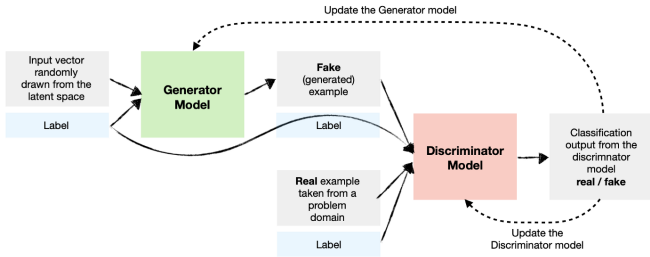 Update the Generator model
Input vector
randomly
drawn from the
latent space
Label
Generator
Model
Fake
(generated)
example
Label
Real example
taken from a
problem
domain
Label
Discriminator
Model
Classification
output from the
discrimnator
model
real / fake
Update the
Discriminator model